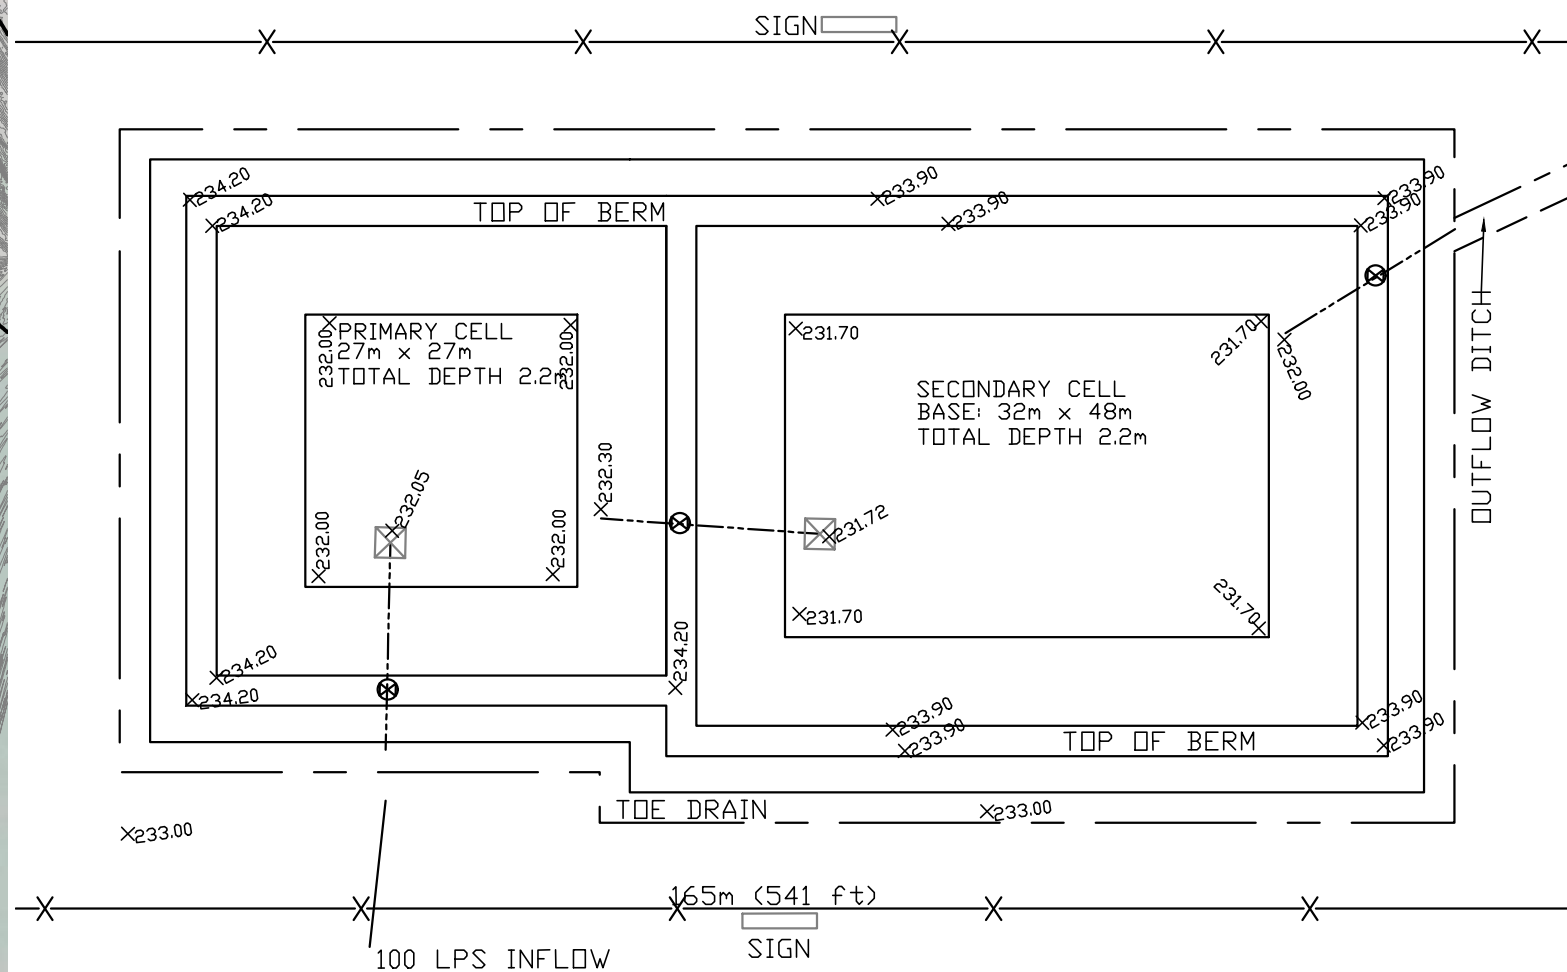 SIGN
234.20
234.20
TOP OF BERM
233.90
233.90
233.90
233.90
232.00
PRIMARY CELL
27m x 27m
TOTAL DEPTH 2.2m
232.00
231.70
231.70
232.00
SECONDARY CELL
BASE: 32m x 48m
TOTAL DEPTH 2.2m
OUTFLOW DITCH
232.05
232.30
231.72
232.00
232.00
231.70
231.70
234.20
234.20
234.20
233.90
233.90
233.90
233.90
TOP OF BERM
TOE DRAIN
233.00
233.00
165m (541 ft)
SIGN
100 LPS INFLOW